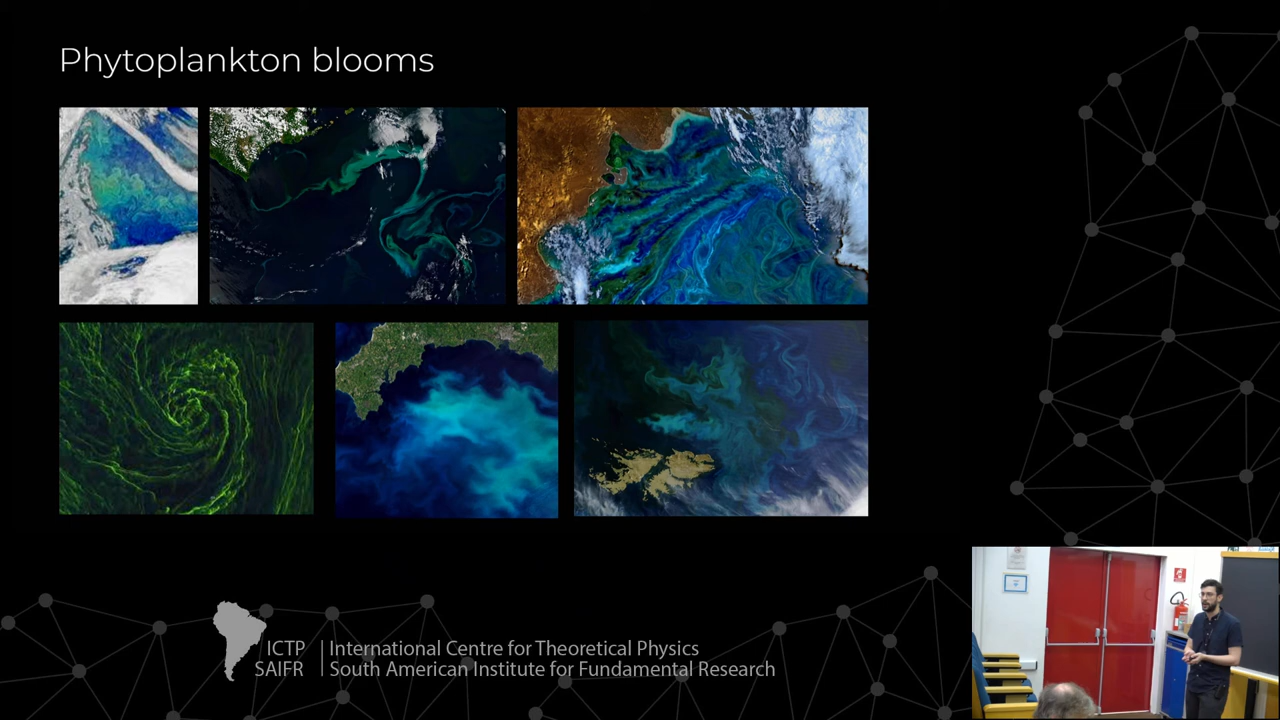 Phytoplankton blooms
ICTP
SAIFR
International Centre for Theoretical Physics
South American Institute for Fundamental Research